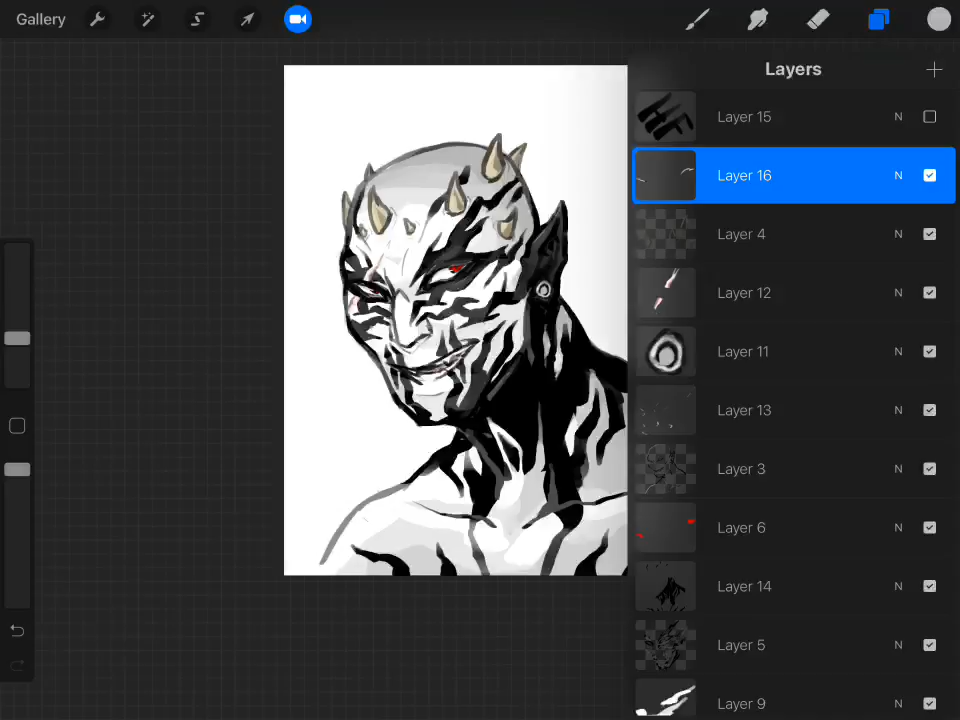 Gallery
Layers
Layer 15 N
Layer 16 N
Layer 4 N
Layer 12 N
Layer 11 N
Layer 13 N
Layer 3 N
Layer 6 N
Layer 14 N
Layer 5 N
Layer 9 N